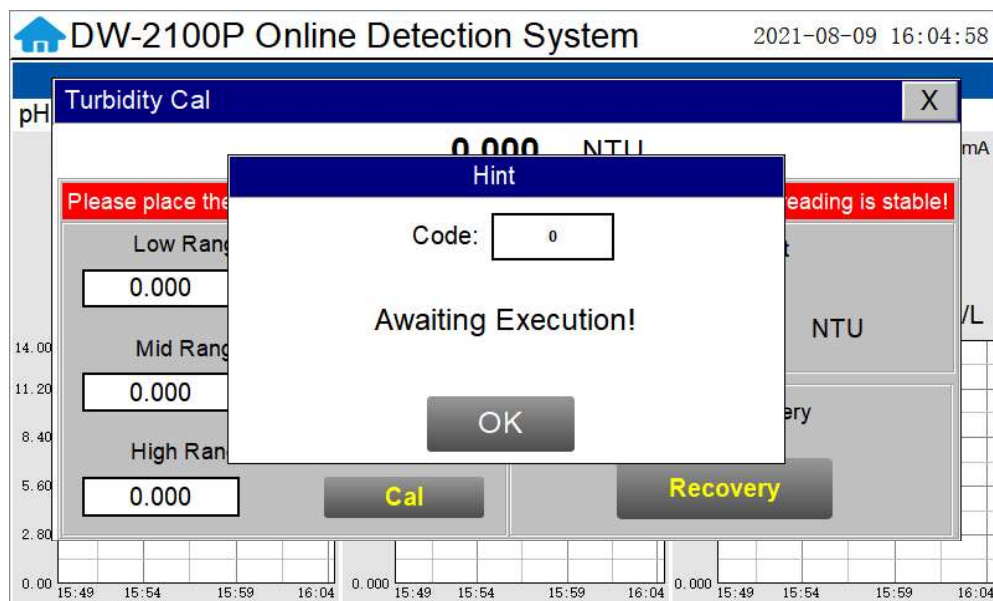 DW-2100P Online Detection System 2021-08-09 16:04:58
pH
Turbidity Cal X
0.000 NTU
mA
Hint
Please place the
eading is stable!
Code: 0
Low Rang
t
0.000
Awaiting Execution!
NTU
/L
14.00
Mid Rang
11.20
0.000
OK
ery
8.40
High Ran
5.60
0.000
Cal
Recovery
2.80
0.00 0.000 0.000
15:49 15:54 15:59 16:04 15:49 15:54 15:59 16:04 15:49 15:54 15:59 16:04